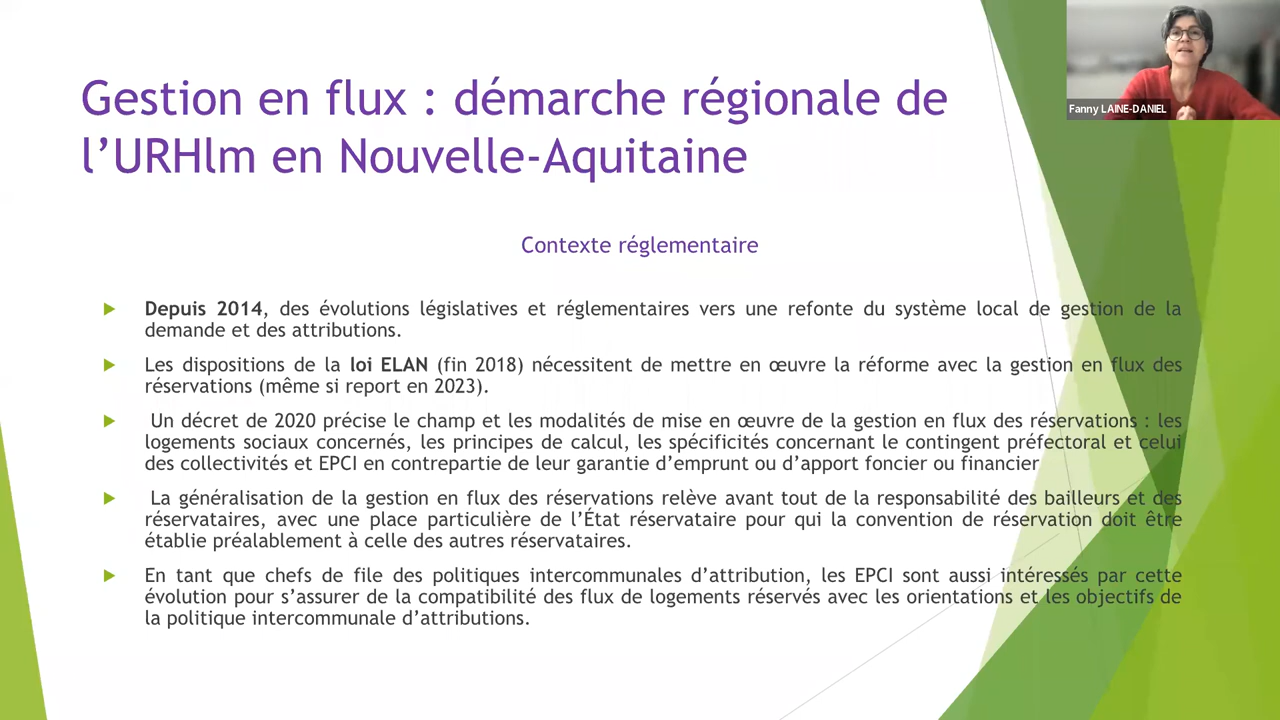 Gestion en flux : démarche régionale de
l’URHlm en Nouvelle-Aquitaine
Fanny LAINE-DANIEL
Contexte réglementaire
Depuis 2014, des évolutions législatives et réglementaires vers une refonte du système local de gestion de la
demande et des attributions.
Les dispositions de la loi ELAN (fin 2018) nécessitent de mettre en œuvre la réforme avec la gestion en flux des
réservations (même si report en 2023).
Un décret de 2020 précise le champ et les modalités de mise en œuvre de la gestion en flux des réservations : les
logements sociaux concernés, les principes de calcul, les spécificités concernant le contingent préfectoral et celui
des collectivités et EPCI en contrepartie de leur garantie d’emprunt ou d’apport foncier ou financier
La généralisation de la gestion en flux des réservations relève avant tout de la responsabilité des bailleurs et des
réservataires, avec une place particulière de l’État réservataire pour qui la convention de réservation doit être
établie préalablement à celle des autres réservataires.
En tant que chefs de file des politiques intercommunales d’attribution, les EPCI sont aussi intéressés par cette
évolution pour s’assurer de la compatibilité des flux de logements réservés avec les orientations et les objectifs de
la politique intercommunale d’attributions.